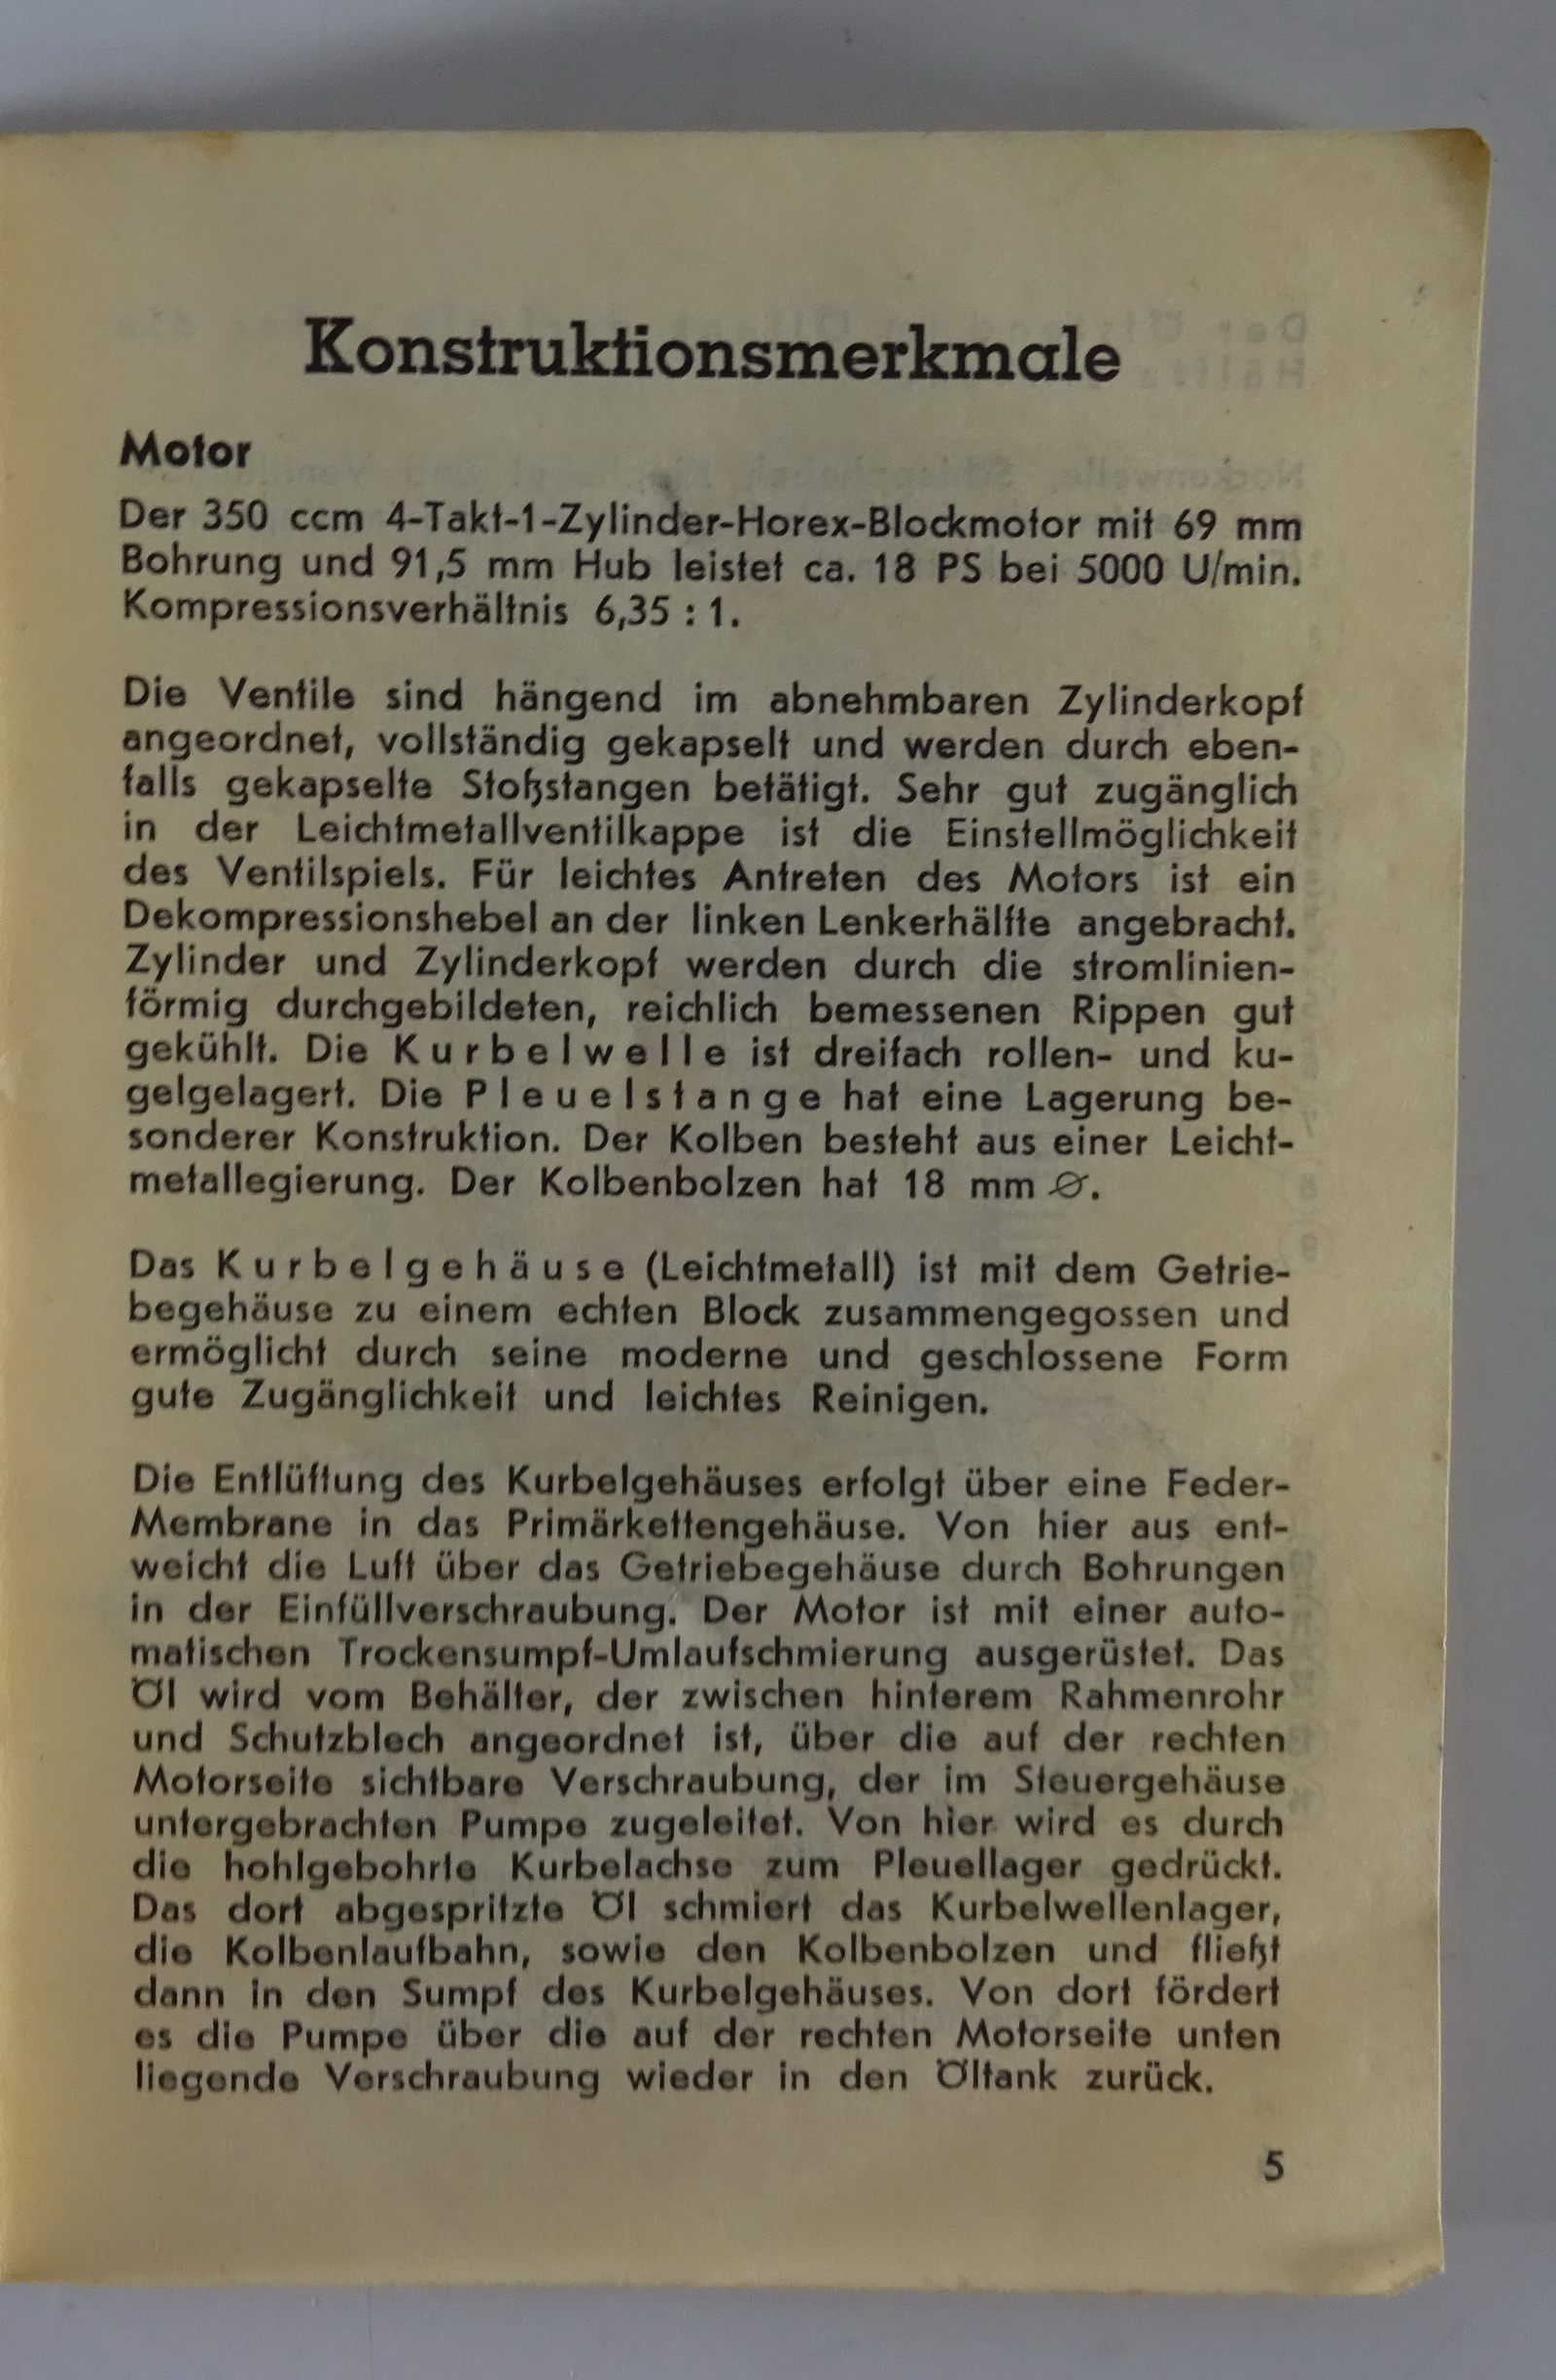 Konstruktionsmerkmale
Motor
Der 350 ccm 4-Takt-1-Zylinder-Horex-Blockmotor mit 69 mm
Bohrung und 91,5 mm Hub leistet ca. 18 PS bei 5000 U/min.
Kompressionsverhältnis 6,35 : 1.
Die Ventile sind hängend im abnehmbaren Zylinderkopf
angeordnet, vollständig gekapselt und werden durch eben-
falls gekapselte Stoßstangen betätigt. Sehr gut zugänglich
in der Leichtmetallventilkappe ist die Einstellmöglichkeit
des Ventilspiels. Für leichtes Antreten des Motors ist ein
Dekompressionshebel an der linken Lenkerhälfte angebracht.
Zylinder und Zylinderkopf werden durch die stromlinien-
förmig durchgebildeten, reichlich bemessenen Rippen gut
gekühlt. Die K u r b e l w e l l e ist dreifach rollen- und ku-
gelgelagert. Die P l e u e l s t a n g e hat eine Lagerung be-
sonderer Konstruktion. Der Kolben besteht aus einer Leicht-
metallegierung. Der Kolbenbolzen hat 18 mm ∅.
Das K u r b e l g e h ä u s e (Leichtmetall) ist mit dem Getrie-
begehäuse zu einem echten Block zusammengegossen und
ermöglicht durch seine moderne und geschlossene Form
gute Zugänglichkeit und leichtes Reinigen.
Die Entlüftung des Kurbelgehäuses erfolgt über eine Feder-
Membrane in das Primärkettengehäuse. Von hier aus ent-
weicht die Luft über das Getriebegehäuse durch Bohrungen
in der Einfüllverschraubung. Der Motor ist mit einer auto-
matischen Trockensumpf-Umlaufschmierung ausgerüstet. Das
Öl wird vom Behälter, der zwischen hinterem Rahmenrohr
und Schutzblech angeordnet ist, über die auf der rechten
Motorseite sichtbare Verschraubung, der im Steuergehäuse
untergebrachten Pumpe zugeleitet. Von hier wird es durch
die hohlgebohrte Kurbelachse zum Pleuellager gedrückt.
Das dort abgespritzte Öl schmiert das Kurbelwellenlager,
die Kolbenlaufbahn, sowie den Kolbenbolzen und fließt
dann in den Sumpf des Kurbelgehäuses. Von dort fördert
es die Pumpe über die auf der rechten Motorseite unten
liegende Verschraubung wieder in den Öltank zurück.
5